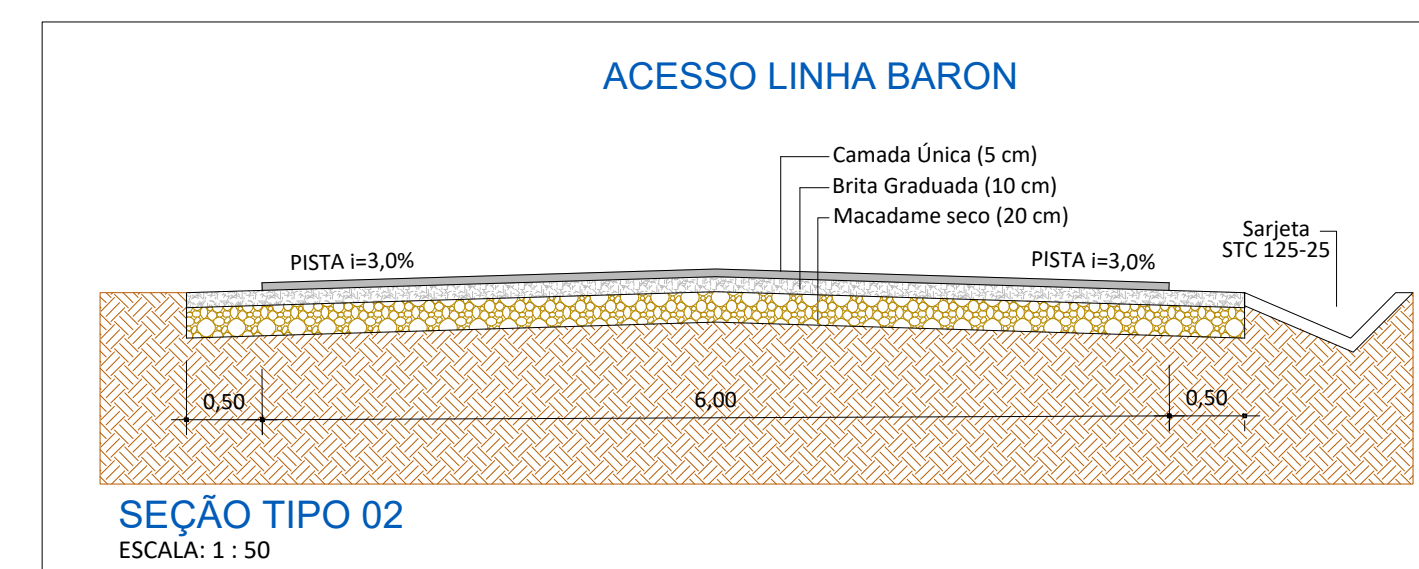 ACESSO LINHA BARON
Camada Única (5 cm)
Brita Graduada (10 cm)
Macadame seco (20 cm)
Sarjeta
STC 125-25
PISTA i=3,0%
PISTA i=3,0%
0,50
6,00
0,50
SEÇÃO TIPO 02
ESCALA: 1 : 50